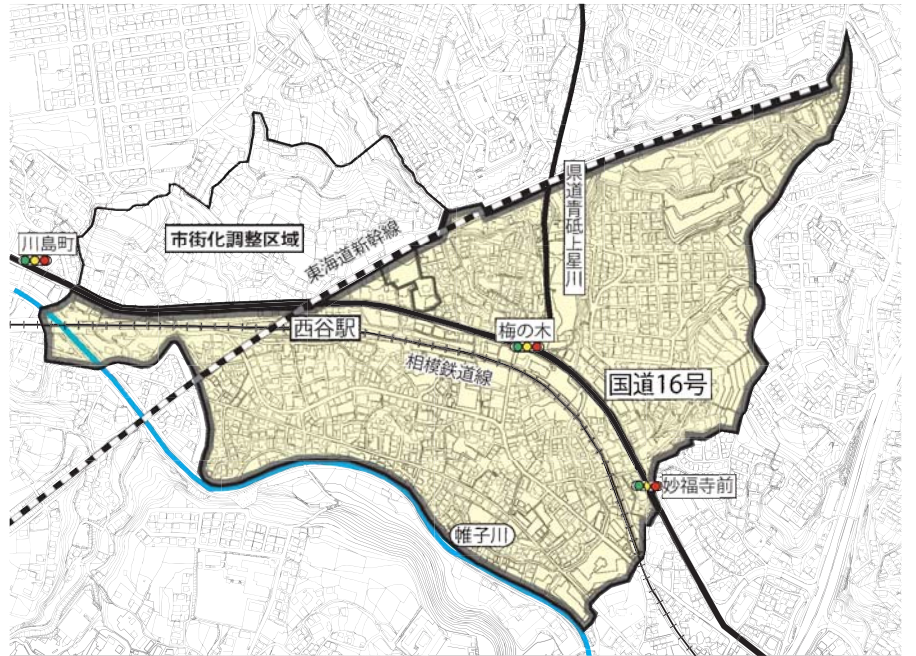 県道青砥上星川
川島町
市街化調整区域
東海道新幹線
西谷駅
梅の木
相模鉄道線
国道16号
妙福寺前
帷子川